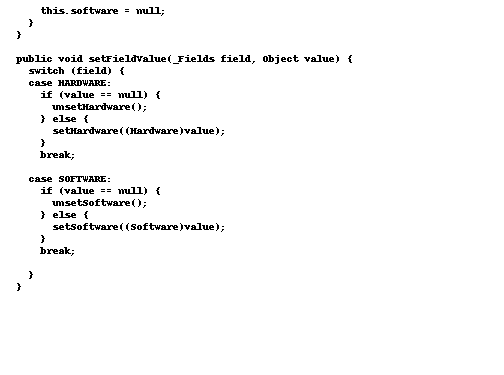 this.software = null;
  }
}

public void setFieldValue(_Fields field, Object value) {
  switch (field) {
  case HARDWARE:
    if (value == null) {
      unsetHardware();
    } else {
      setHardware((Hardware)value);
    }
    break;

  case SOFTWARE:
    if (value == null) {
      unsetSoftware();
    } else {
      setSoftware((Software)value);
    }
    break;

  }
}